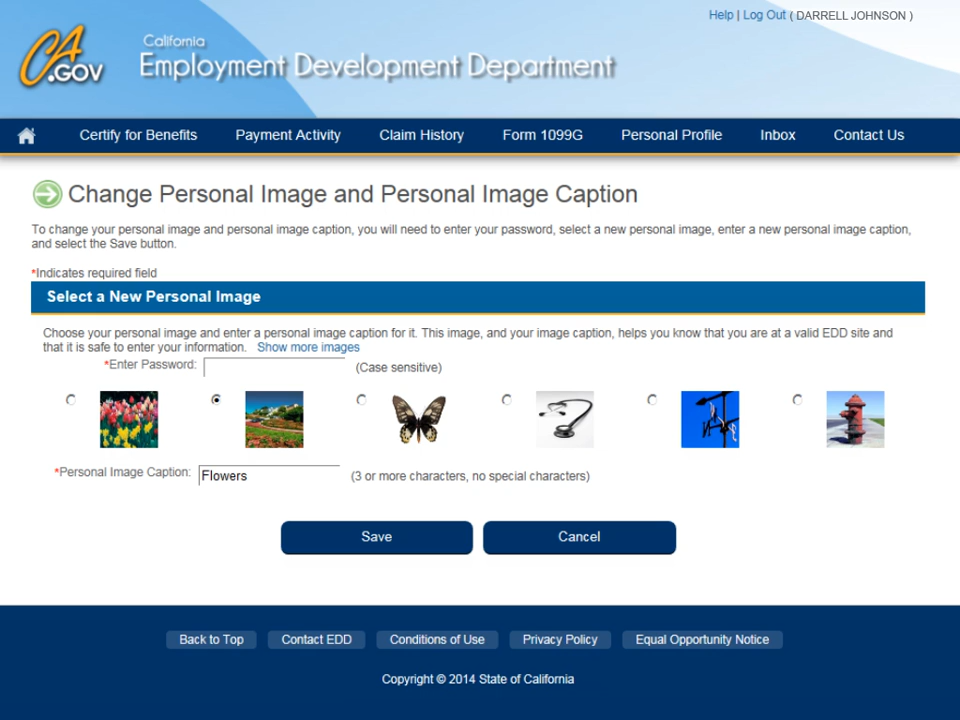 Help | Log Out ( DARRELL JOHNSON )
CA
.GOV
California
Employment Development Department
Certify for Benefits Payment Activity Claim History Form 1099G Personal Profile Inbox Contact Us
Change Personal Image and Personal Image Caption
To change your personal image and personal image caption, you will need to enter your password, select a new personal image, enter a new personal image caption,
and select the Save button.
*Indicates required field
Select a New Personal Image
Choose your personal image and enter a personal image caption for it. This image, and your image caption, helps you know that you are at a valid EDD site and
that it is safe to enter your information. Show more images
*Enter Password: (Case sensitive)
*Personal Image Caption: Flowers (3 or more characters, no special characters)
Save Cancel
Back to Top Contact EDD Conditions of Use Privacy Policy Equal Opportunity Notice
Copyright © 2014 State of California